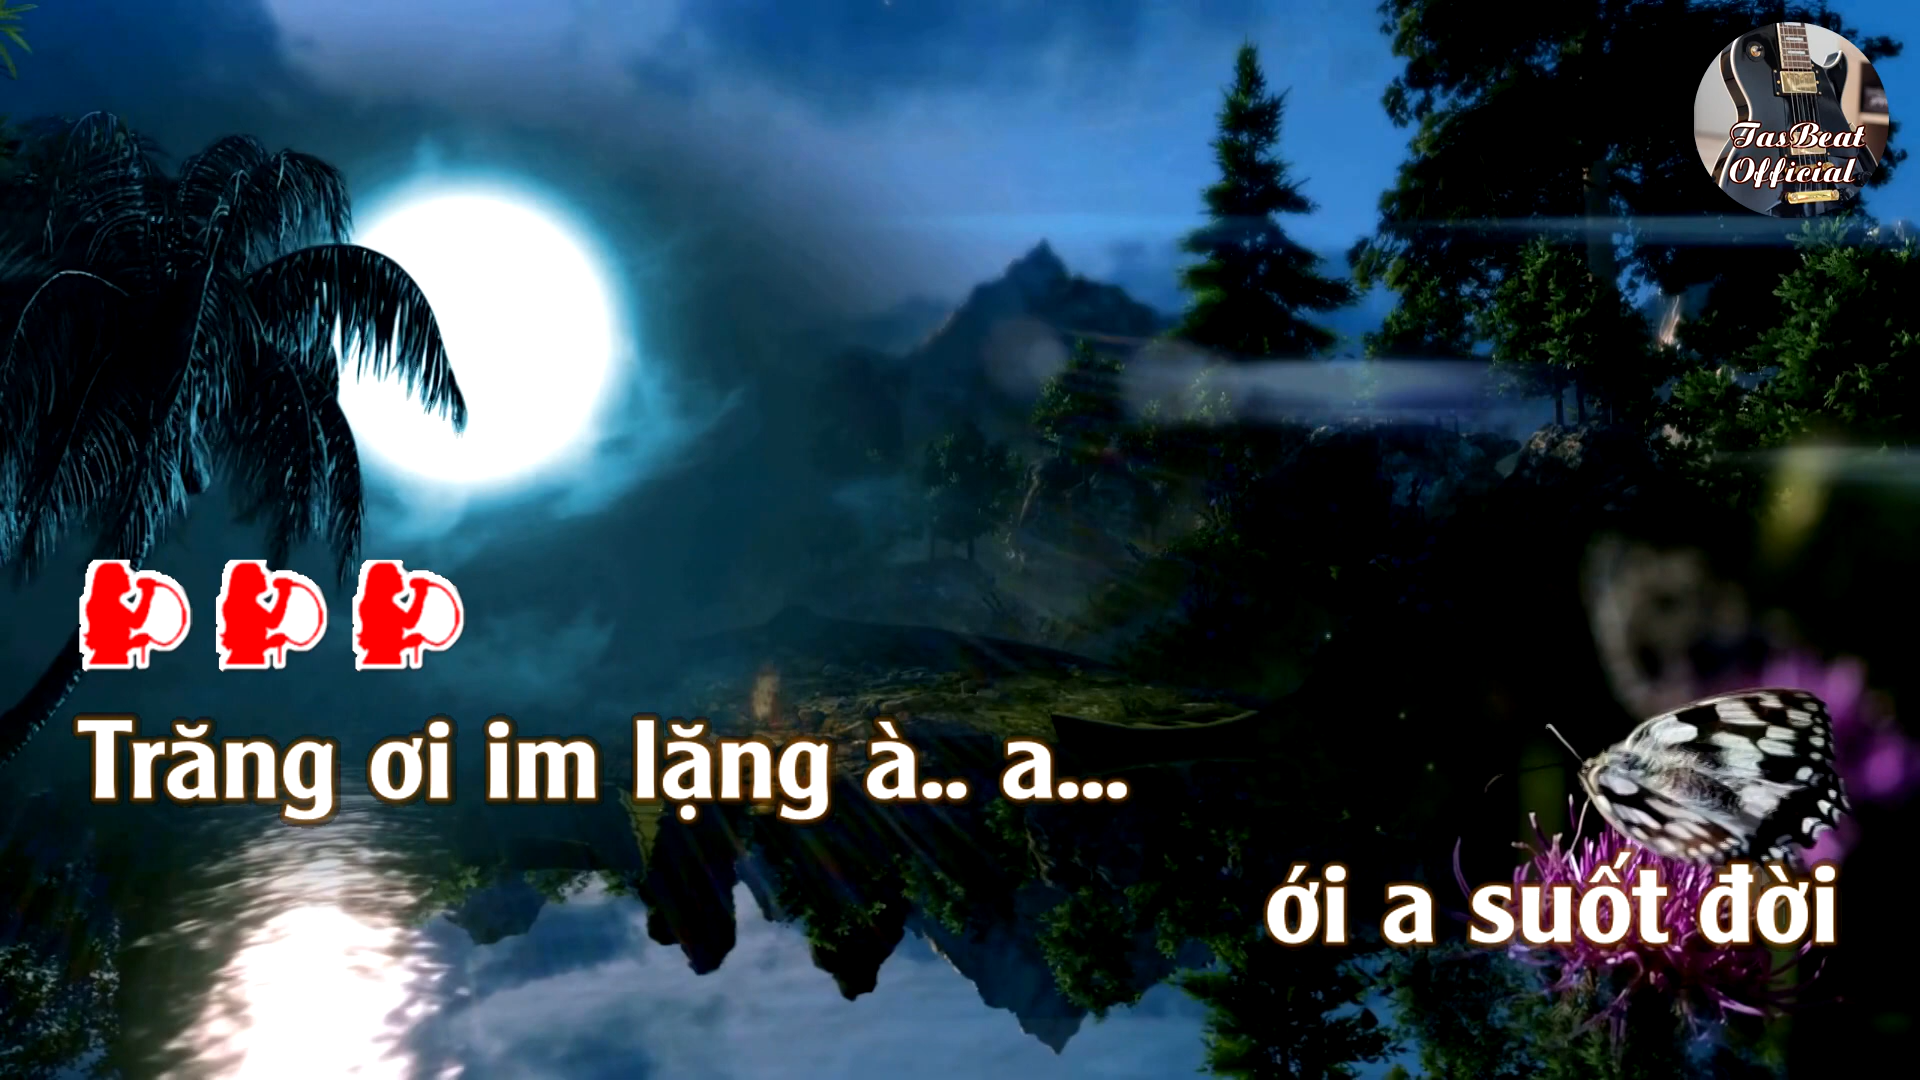 TasBeat
Official
Trăng ơi im lặng à.. a...
ới a suốt đời